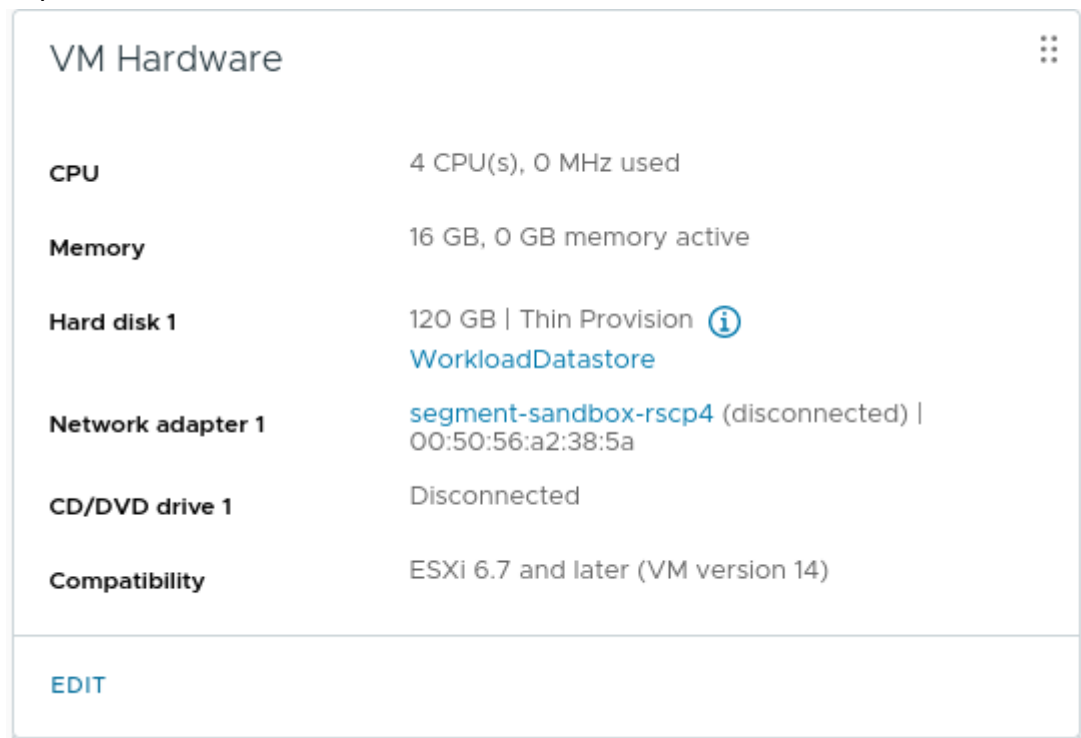 VM Hardware
CPU
4 CPU(s), 0 MHz used
Memory
16 GB, 0 GB memory active
Hard disk 1
120 GB | Thin Provision
WorkloadDatastore
Network adapter 1
segment-sandbox-rscp4 (disconnected) |
00:50:56:a2:38:5a
CD/DVD drive 1
Disconnected
Compatibility
ESXi 6.7 and later (VM version 14)
EDIT